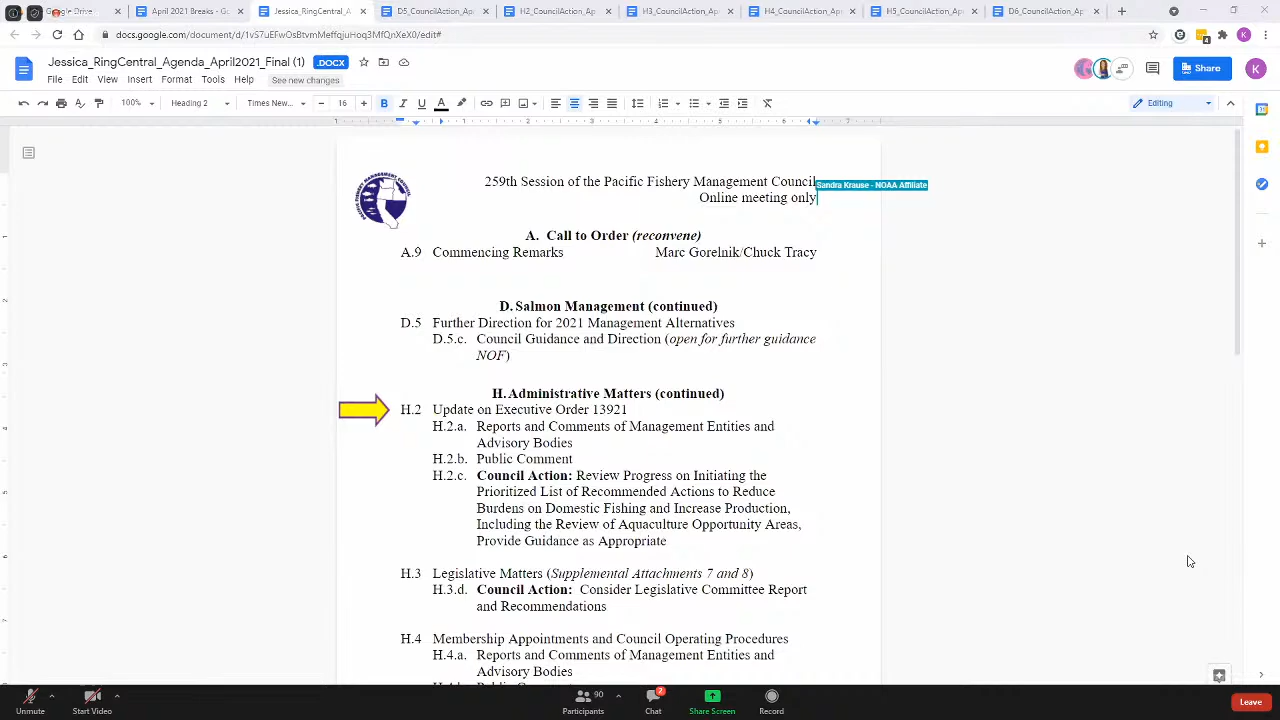 Google Drive
April 2021 Breaks - Go
Jessica_RingCentral_A
D5_CouncilAction_Apr
H2_CouncilAction_Ap
H3_CouncilAction_Ap
H4_CouncilAction_Ap
H5_CouncilAction_Apr
D6_CouncilAction_Ap
Jessica_RingCentral_Agenda_April2021_Final (1)
.DOCX
File Edit View Insert Format Tools Help
See new changes
Share
K
100% Heading 2 Times New... 16
Editing
259th Session of the Pacific Fishery Management Council
Sandra Krause - NOAA Affiliate
Online meeting only
A. Call to Order (reconvene)
A.9 Commencing Remarks Marc Gorelnik/Chuck Tracy
D. Salmon Management (continued)
D.5 Further Direction for 2021 Management Alternatives
D.5.c. Council Guidance and Direction (open for further guidance
NOF)
H. Administrative Matters (continued)
H.2 Update on Executive Order 13921
H.2.a. Reports and Comments of Management Entities and
Advisory Bodies
H.2.b. Public Comment
H.2.c. Council Action: Review Progress on Initiating the
Prioritized List of Recommended Actions to Reduce
Burdens on Domestic Fishing and Increase Production,
Including the Review of Aquaculture Opportunity Areas,
Provide Guidance as Appropriate
H.3 Legislative Matters (Supplemental Attachments 7 and 8)
H.3.d. Council Action: Consider Legislative Committee Report
and Recommendations
H.4 Membership Appointments and Council Operating Procedures
H.4.a. Reports and Comments of Management Entities and
Advisory Bodies
Unmute
Start Video
90
Participants
2
Chat
Share Screen
Record
Leave